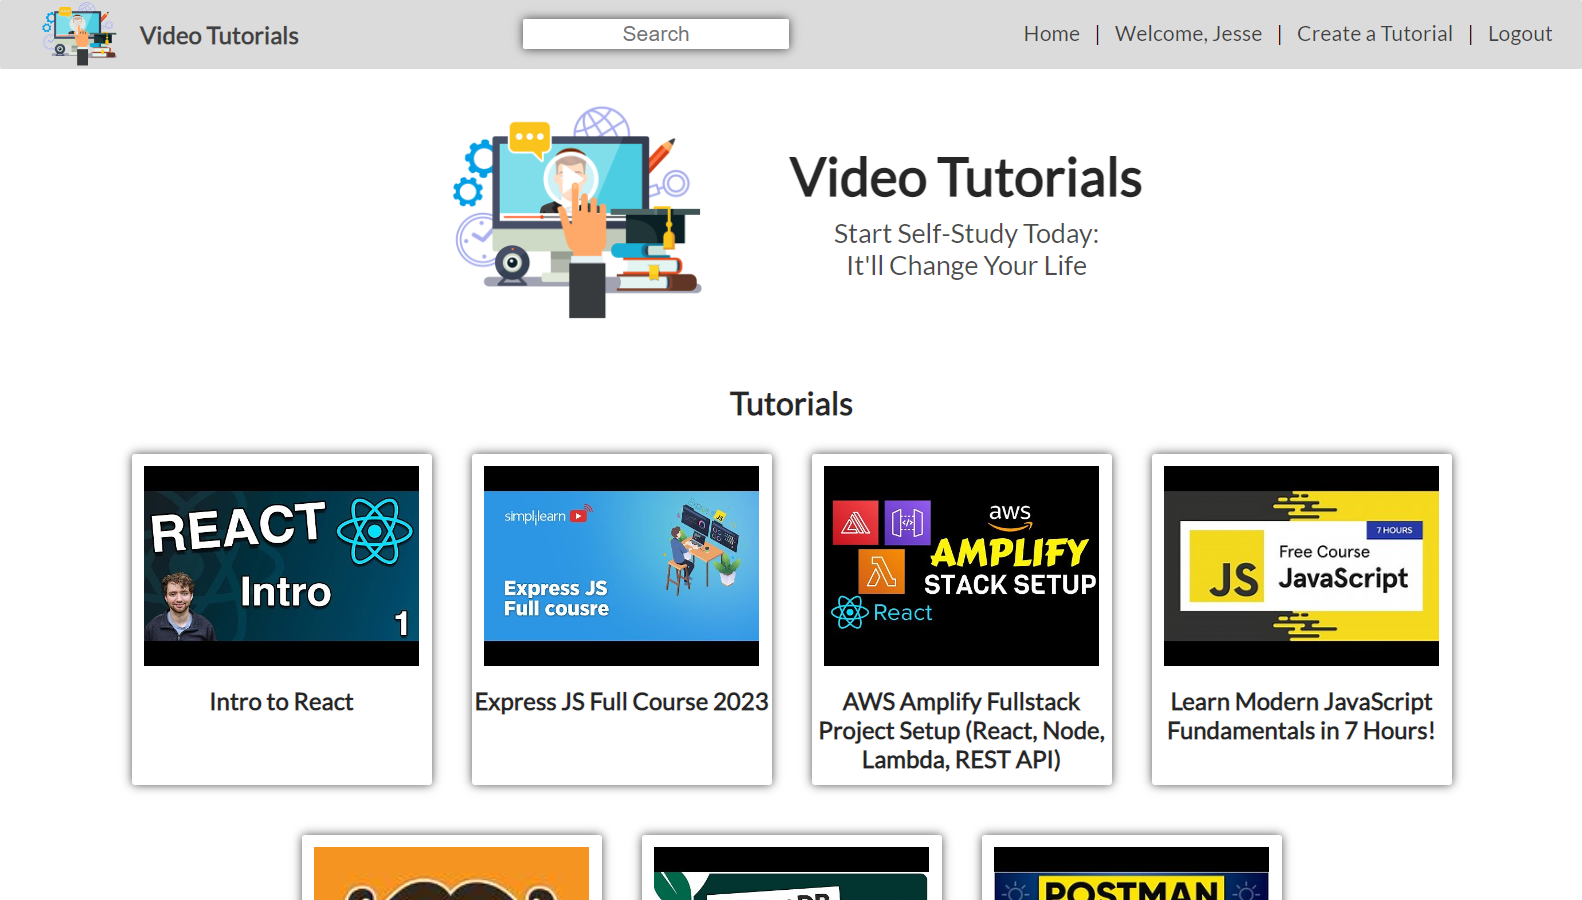 Video Tutorials
Search
Home | Welcome, Jesse | Create a Tutorial | Logout
Video Tutorials
Start Self-Study Today:
It'll Change Your Life
Tutorials
REACT
Intro
1
Intro to React
simplilearn
JS
Express JS
Full cousre
Express JS Full Course 2023
aws
AMPLIFY
STACK SETUP
React
AWS Amplify Fullstack
Project Setup (React, Node,
Lambda, REST API)
7 HOURS
Free Course
JavaScript
JS
Learn Modern JavaScript
Fundamentals in 7 Hours!
POSTMAN